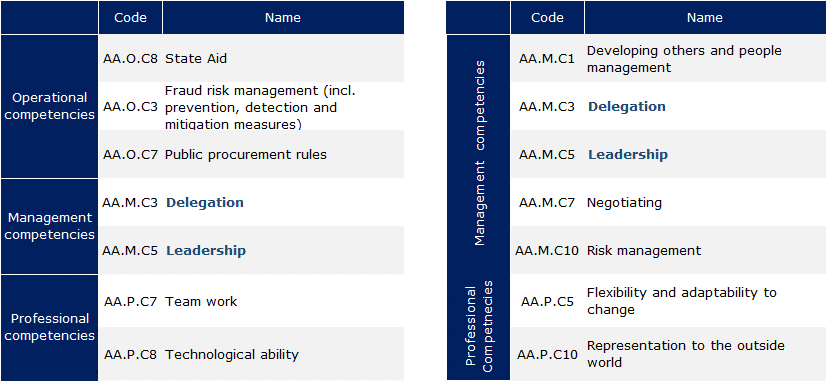 Code Name
Operational
competencies
AA.O.C8 State Aid
AA.O.C3 Fraud risk management (incl.
prevention, detection and
mitigation measures)
AA.O.C7 Public procurement rules
Management
competencies
AA.M.C3 Delegation
AA.M.C5 Leadership
Professional
competencies
AA.P.C7 Team work
AA.P.C8 Technological ability
Code Name
Management competencies
AA.M.C1 Developing others and people
management
AA.M.C3 Delegation
AA.M.C5 Leadership
AA.M.C7 Negotiating
AA.M.C10 Risk management
Professional
Competnecies
AA.P.C5 Flexibility and adaptability to
change
AA.P.C10 Representation to the outside
world